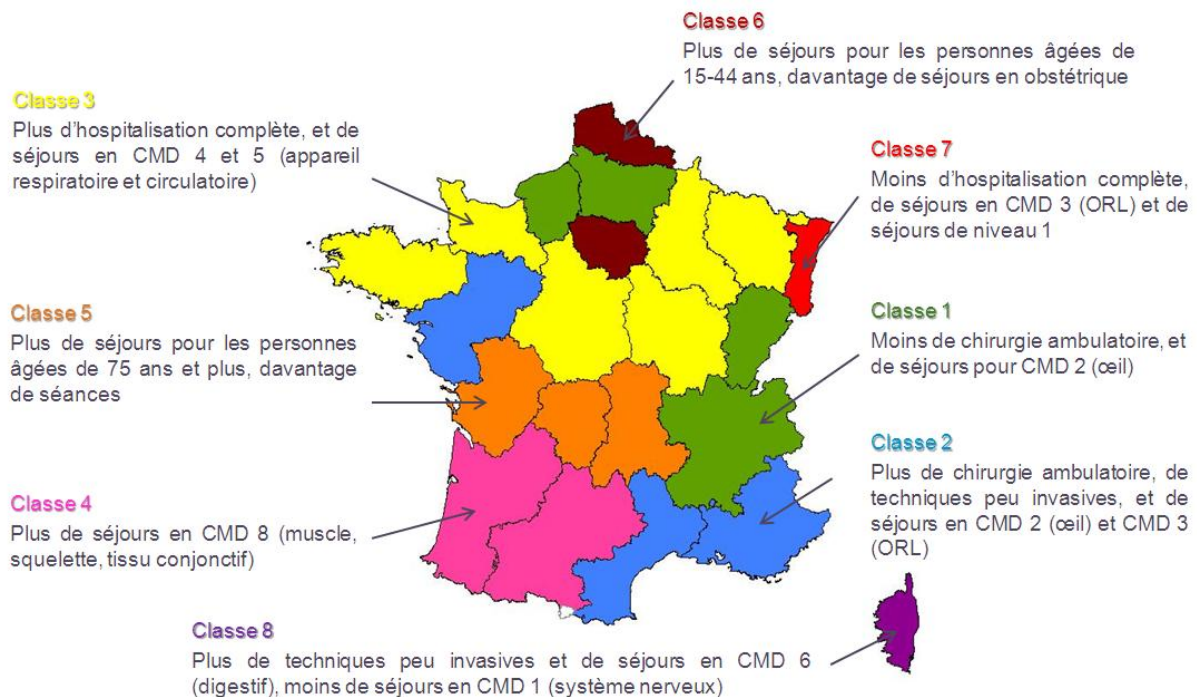 Classe 6
Plus de séjours pour les personnes âgées de
15-44 ans, davantage de séjours en obstétrique
Classe 3
Plus d'hospitalisation complète, et de
séjours en CMD 4 et 5 (appareil
respiratoire et circulatoire)
Classe 7
Moins d'hospitalisation complète,
de séjours en CMD 3 (ORL) et de
séjours de niveau 1
Classe 5
Plus de séjours pour les personnes
âgées de 75 ans et plus, davantage
de séances
Classe 1
Moins de chirurgie ambulatoire, et
de séjours pour CMD 2 (œil)
Classe 2
Plus de chirurgie ambulatoire, de
techniques peu invasives, et de
séjours en CMD 2 (œil) et CMD 3
(ORL)
Classe 4
Plus de séjours en CMD 8 (muscle,
squelette, tissu conjonctif)
Classe 8
Plus de techniques peu invasives et de séjours en CMD 6
(digestif), moins de séjours en CMD 1 (système nerveux)